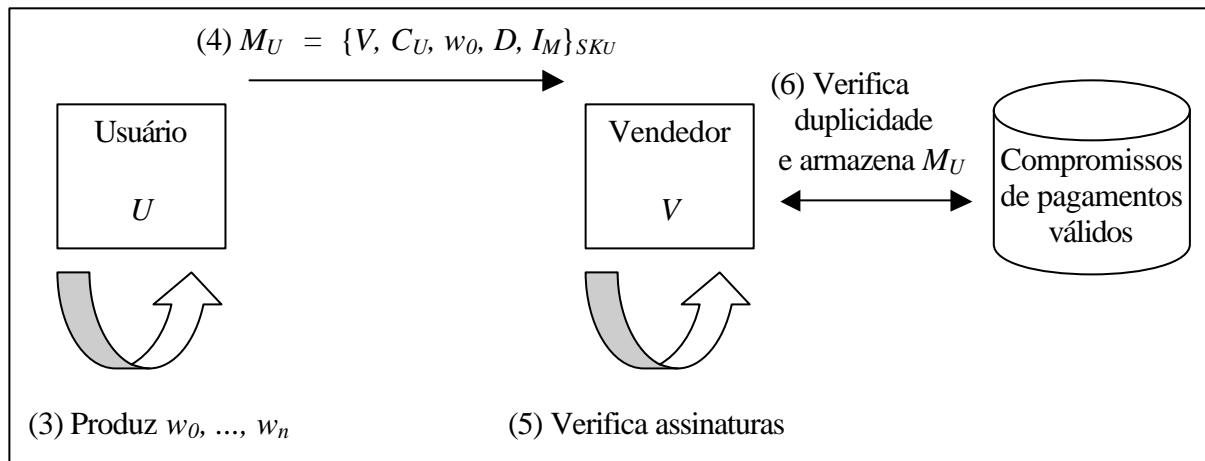 (4) M_U = {V, C_U, w_0, D, I_M}_SKU
Usuário
U
Vendedor
V
(6) Verifica
duplicidade
e armazena M_U
Compromissos
de pagamentos
válidos
(3) Produz w_0, ..., w_n
(5) Verifica assinaturas